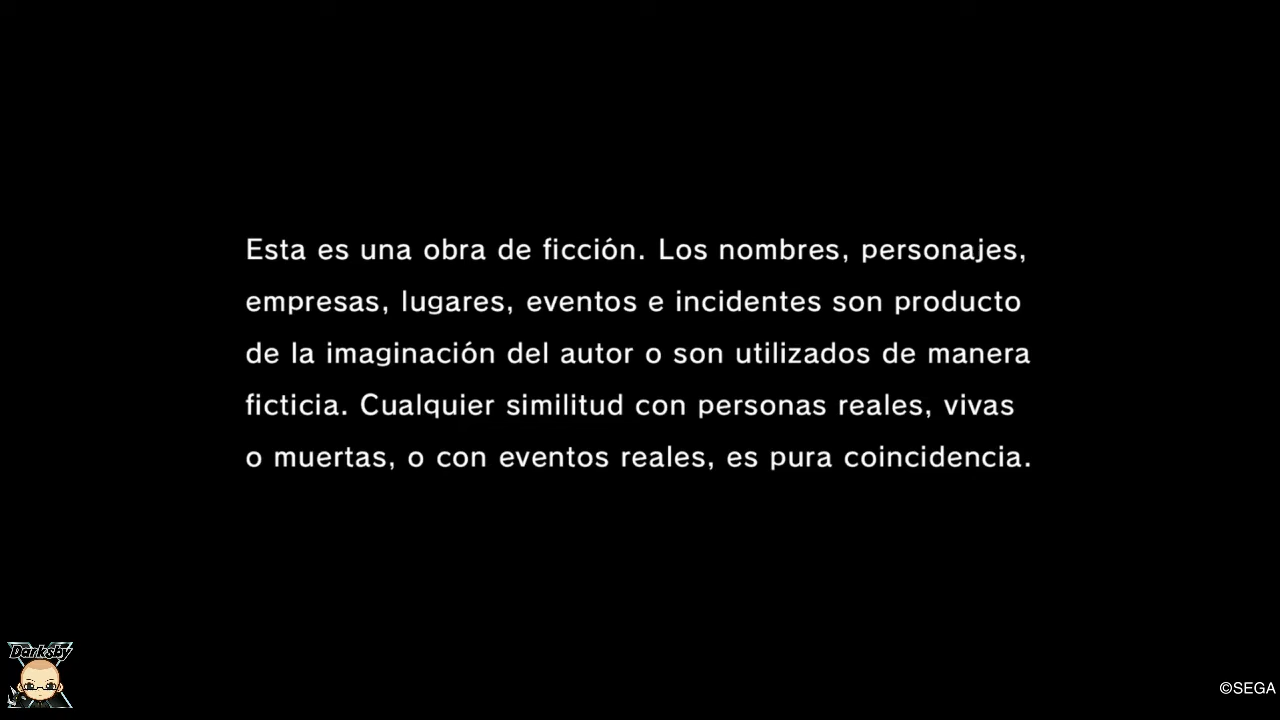 Esta es una obra de ficción. Los nombres, personajes,
empresas, lugares, eventos e incidentes son producto
de la imaginación del autor o son utilizados de manera
ficticia. Cualquier similitud con personas reales, vivas
o muertas, o con eventos reales, es pura coincidencia.
Darksby
©SEGA